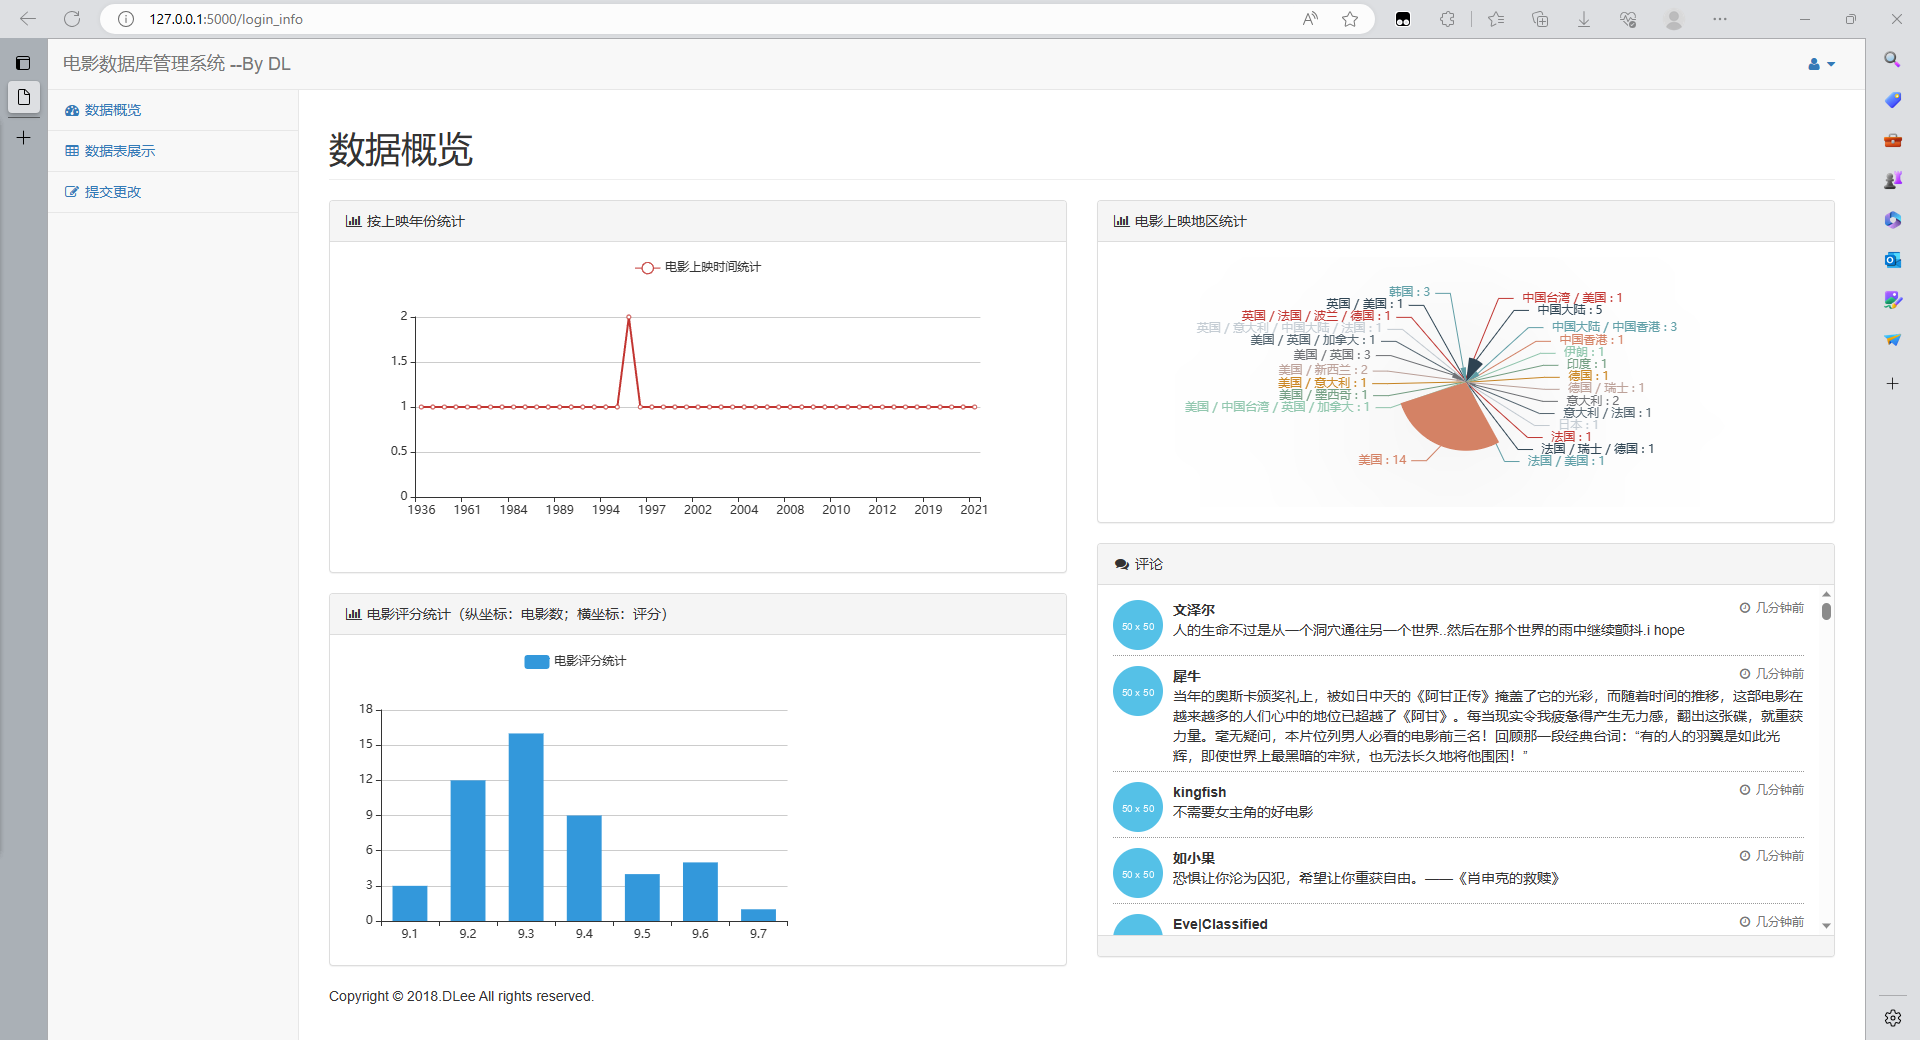 127.0.0.1:5000/login_info
电影数据库管理系统 --By DL
数据概览
数据表展示
提交更改
数据概览
按上映年份统计
电影上映时间统计
2
1.5
1
0.5
0
1936 1961 1984 1989 1994 1997 2002 2004 2008 2010 2012 2019 2021
电影评分统计（纵坐标：电影数；横坐标：评分）
电影评分统计
18
15
12
9
6
3
0
9.1 9.2 9.3 9.4 9.5 9.6 9.7
电影上映地区统计
韩国 : 3
英国 / 美国 : 1
英国 / 法国 / 波兰 / 德国 : 1
英国 / 意大利 / 中国大陆 / 法国 : 1
美国 / 英国 / 加拿大 : 1
美国 / 英国 : 3
美国 / 新西兰 : 2
美国 / 意大利 : 1
美国 / 墨西哥 : 1
美国 / 中国台湾 / 英国 / 加拿大 : 1
美国 : 14
中国台湾 / 美国 : 1
中国大陆 : 5
中国大陆 / 中国香港 : 3
中国香港 : 1
伊朗 : 1
印度 : 1
德国 : 1
德国 / 瑞士 : 1
意大利 : 2
意大利 / 法国 : 1
日本 : 1
法国 : 1
法国 / 瑞士 / 德国 : 1
法国 / 美国 : 1
评论
50 x 50
文泽尔
几分钟前
人的生命不过是从一个洞穴通往另一个世界..然后在那个世界的雨中继续颤抖.i hope
50 x 50
犀牛
几分钟前
当年的奥斯卡颁奖礼上，被如日中天的《阿甘正传》掩盖了它的光彩，而随着时间的推移，这部电影在
越来越多的人们心中的地位已超越了《阿甘》。每当现实令我疲惫得产生无力感，翻出这张碟，就重获
力量。毫无疑问，本片位列男人必看的电影前三名！回顾那一段经典台词：“有的人的羽翼是如此光
辉，即使世界上最黑暗的牢狱，也无法长久地将他围困！”
50 x 50
kingfish
几分钟前
不需要女主角的好电影
50 x 50
如小果
几分钟前
恐惧让你沦为囚犯，希望让你重获自由。——《肖申克的救赎》
Eve|Classified
几分钟前
Copyright © 2018.DLee All rights reserved.